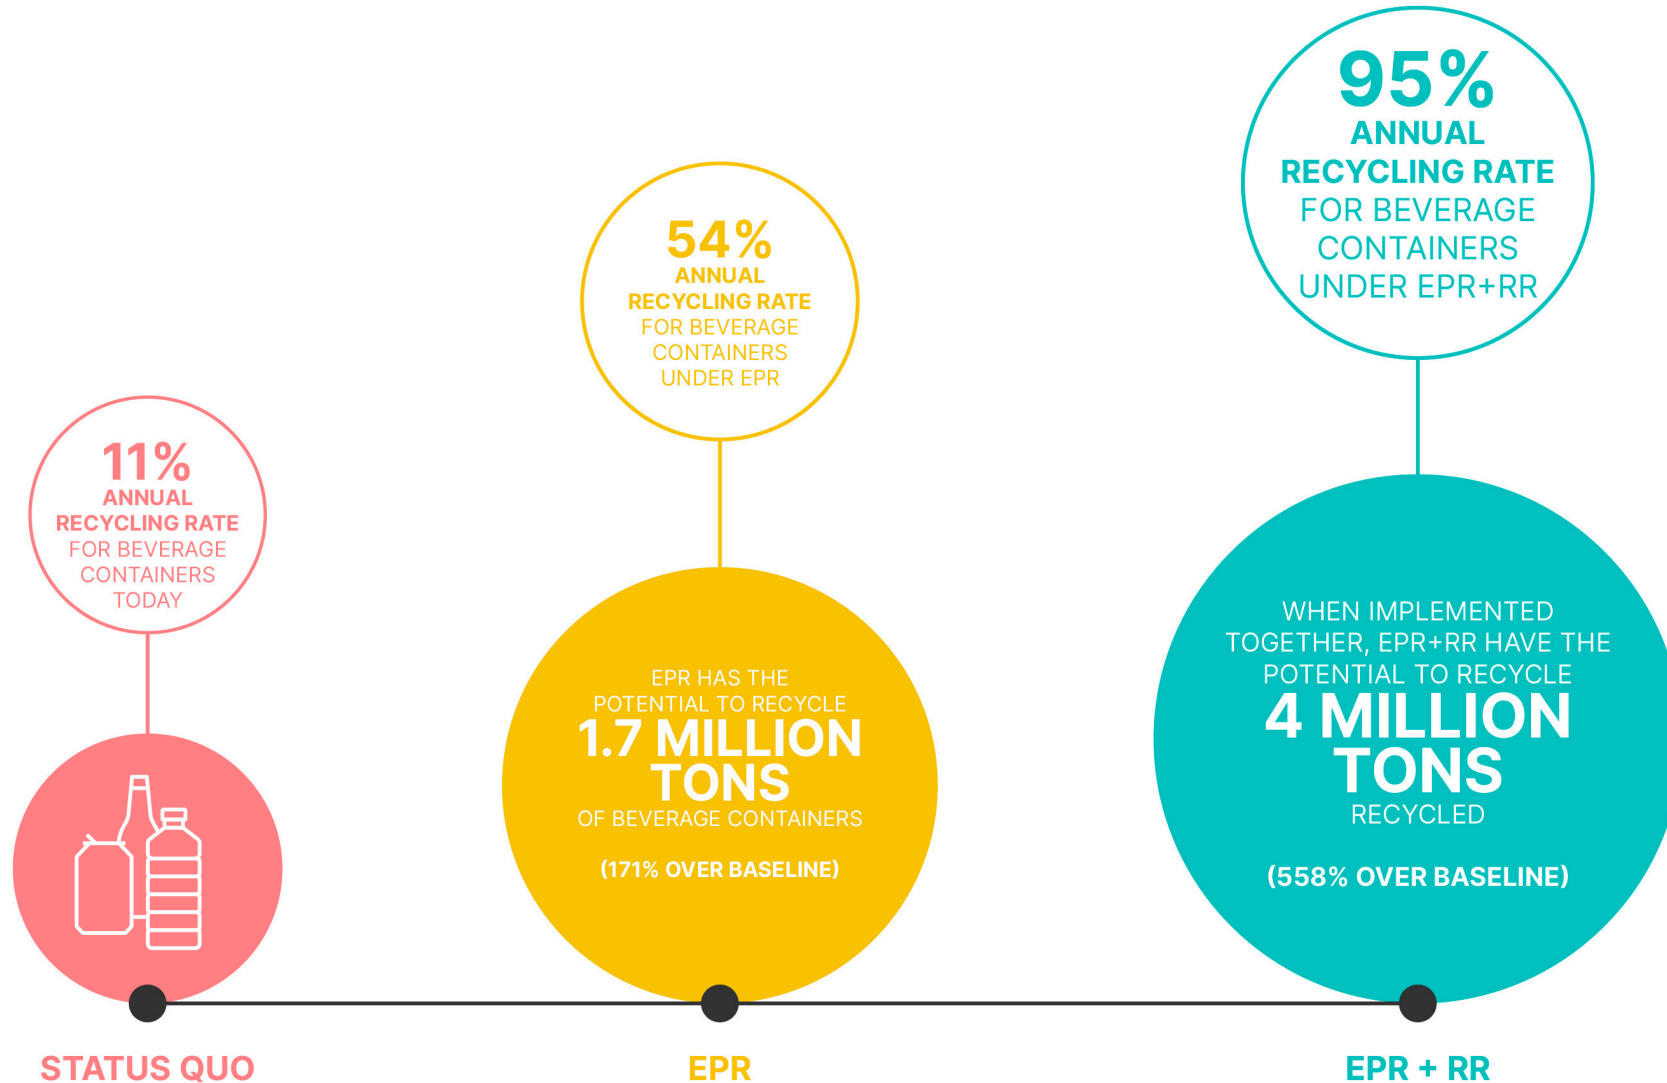 11%
ANNUAL
RECYCLING RATE
FOR BEVERAGE
CONTAINERS
TODAY
STATUS QUO
54%
ANNUAL
RECYCLING RATE
FOR BEVERAGE
CONTAINERS
UNDER EPR
EPR HAS THE
POTENTIAL TO RECYCLE
1.7 MILLION
TONS
OF BEVERAGE CONTAINERS
(171% OVER BASELINE)
EPR
95%
ANNUAL
RECYCLING RATE
FOR BEVERAGE
CONTAINERS
UNDER EPR+RR
WHEN IMPLEMENTED
TOGETHER, EPR+RR HAVE THE
POTENTIAL TO RECYCLE
4 MILLION
TONS
RECYCLED
(558% OVER BASELINE)
EPR + RR